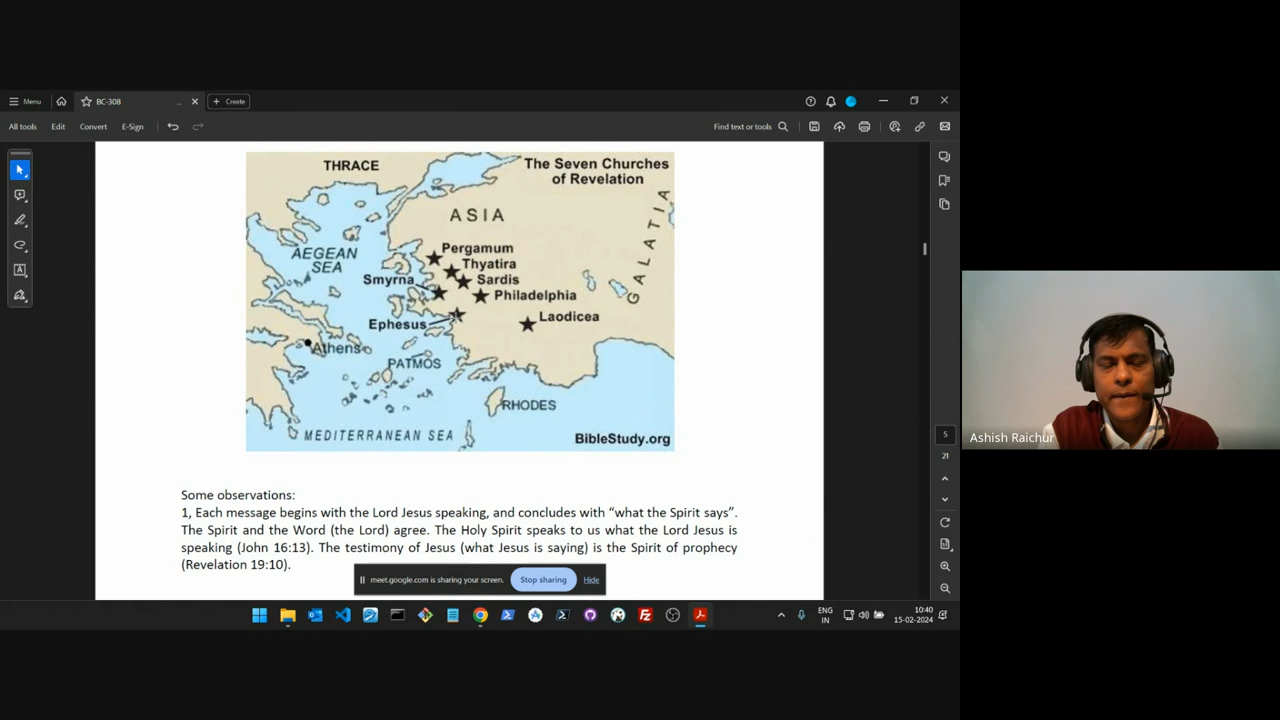 Menu
BC-308
Create
All tools
Edit
Convert
E-Sign
Find text or tools
THRACE
The Seven Churches
of Revelation
ASIA
GALATIA
AEGEAN
SEA
Pergamum
Thyatira
Smyrna
Sardis
Philadelphia
Ephesus
Laodicea
Athens
PATMOS
RHODES
MEDITERRANEAN SEA
BibleStudy.org
5
21
Some observations:
1, Each message begins with the Lord Jesus speaking, and concludes with “what the Spirit says”.
The Spirit and the Word (the Lord) agree. The Holy Spirit speaks to us what the Lord Jesus is
speaking (John 16:13). The testimony of Jesus (what Jesus is saying) is the Spirit of prophecy
(Revelation 19:10).
meet.google.com is sharing your screen.
Stop sharing
Hide
ENG
IN
10:40
15-02-2024
Ashish Raichur